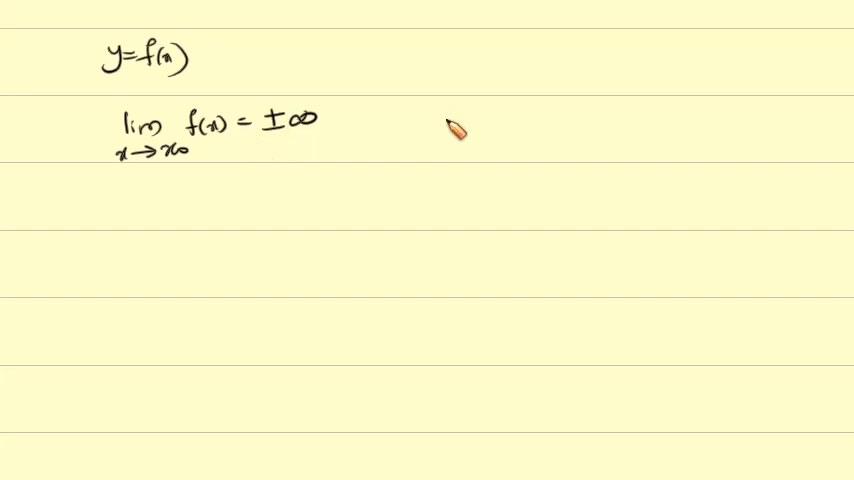 y=f(x)
lim f(x) = ±∞
x→x₀